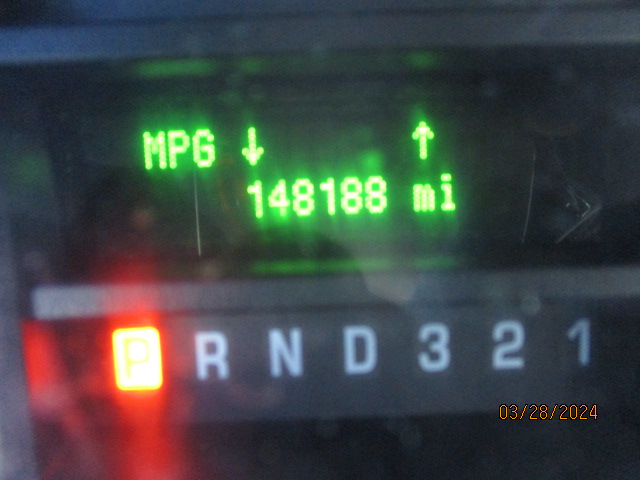 MPG ↓ ↑
148188 mi
P R N D 3 2 1
03/28/2024